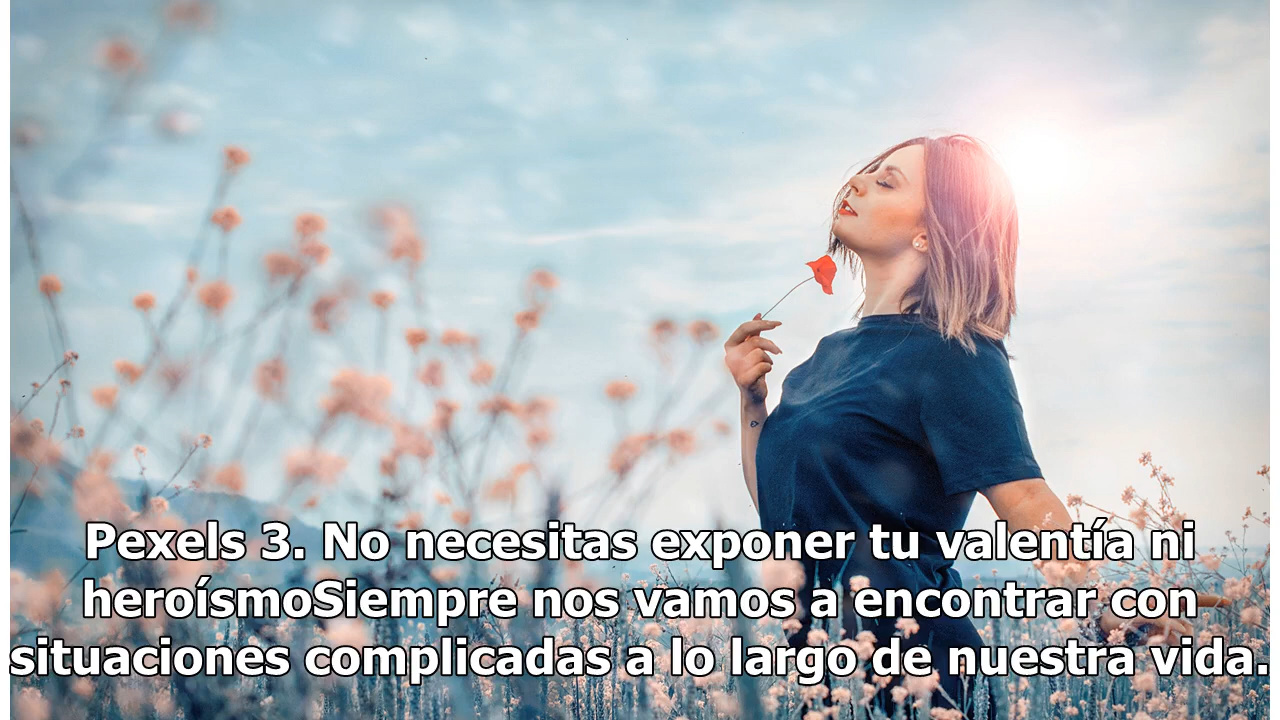 Pexels 3. No necesitas exponer tu valentía ni
heroísmoSiempre nos vamos a encontrar con
situaciones complicadas a lo largo de nuestra vida.